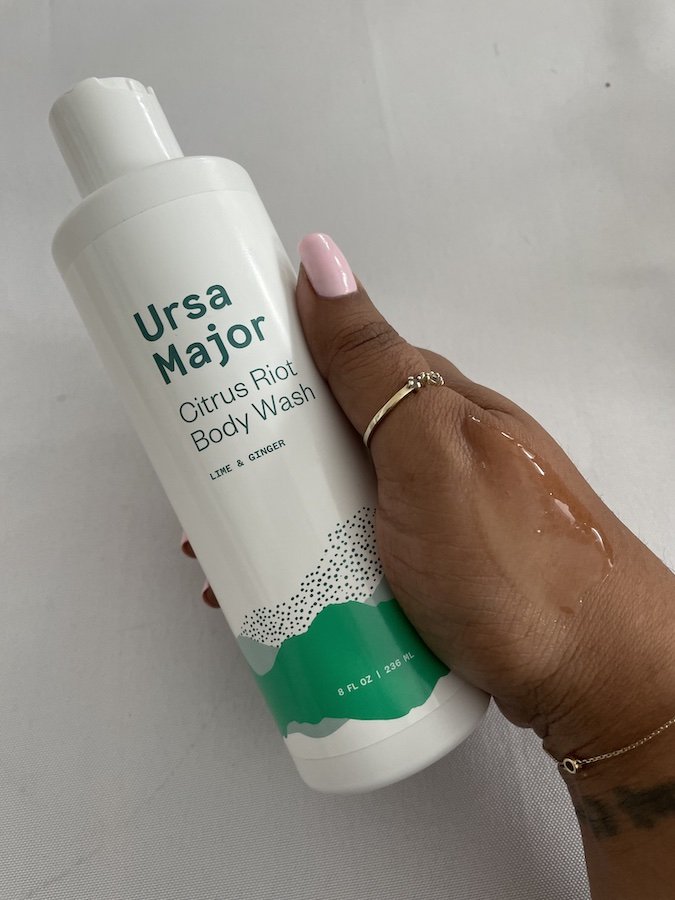 Ursa
Major
Citrus Riot
Body Wash
LIME & GINGER
8 FL OZ | 236 ML